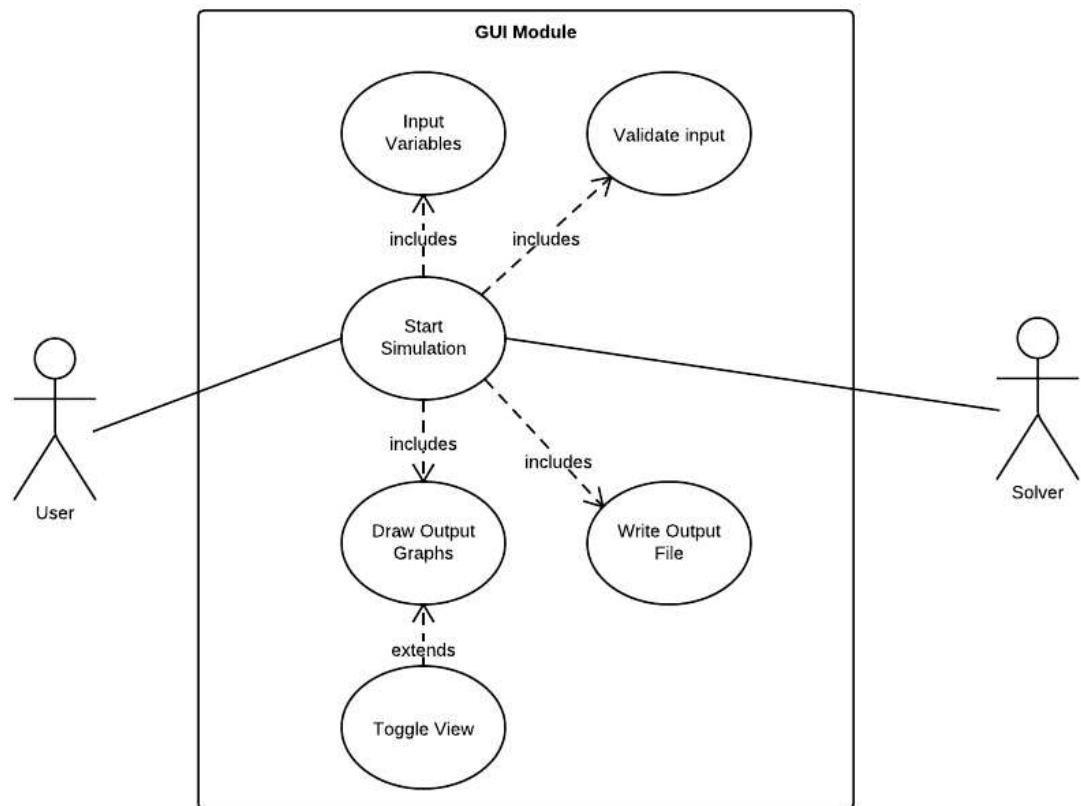 GUI Module
Input
Variables
Validate input
includes
includes
Start
Simulation
User
Solver
includes
includes
Draw Output
Graphs
Write Output
File
extends
Toggle View